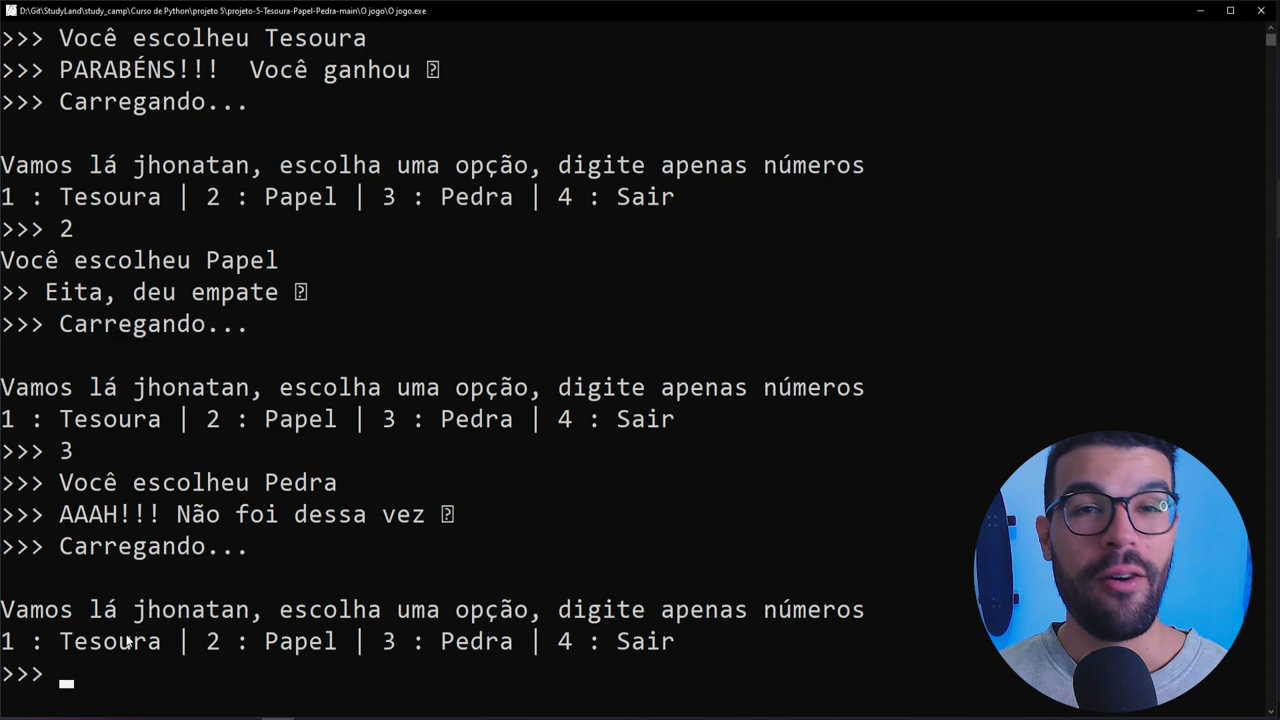 D:\Git\StudyLand\study_camp\Curso de Python\projeto 5\projeto-5-Tesoura-Papel-Pedra-main\O jogo\O jogo.exe
>>> Você escolheu Tesoura
>>> PARABÉNS!!!  Você ganhou
>>> Carregando...
Vamos lá jhonatan, escolha uma opção, digite apenas números
1 : Tesoura | 2 : Papel | 3 : Pedra | 4 : Sair
>>> 2
Você escolheu Papel
>> Eita, deu empate
>>> Carregando...
Vamos lá jhonatan, escolha uma opção, digite apenas números
1 : Tesoura | 2 : Papel | 3 : Pedra | 4 : Sair
>>> 3
>>> Você escolheu Pedra
>>> AAAH!!! Não foi dessa vez
>>> Carregando...
Vamos lá jhonatan, escolha uma opção, digite apenas números
1 : Tesoura | 2 : Papel | 3 : Pedra | 4 : Sair
>>>